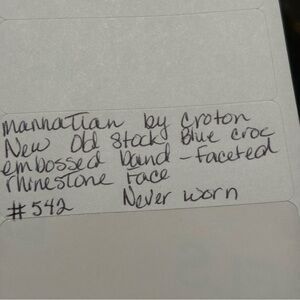 Manhattan by Croton
New Old Stock, Blue Croc
embossed band - faceted
rhinestone face
#542 Never worn